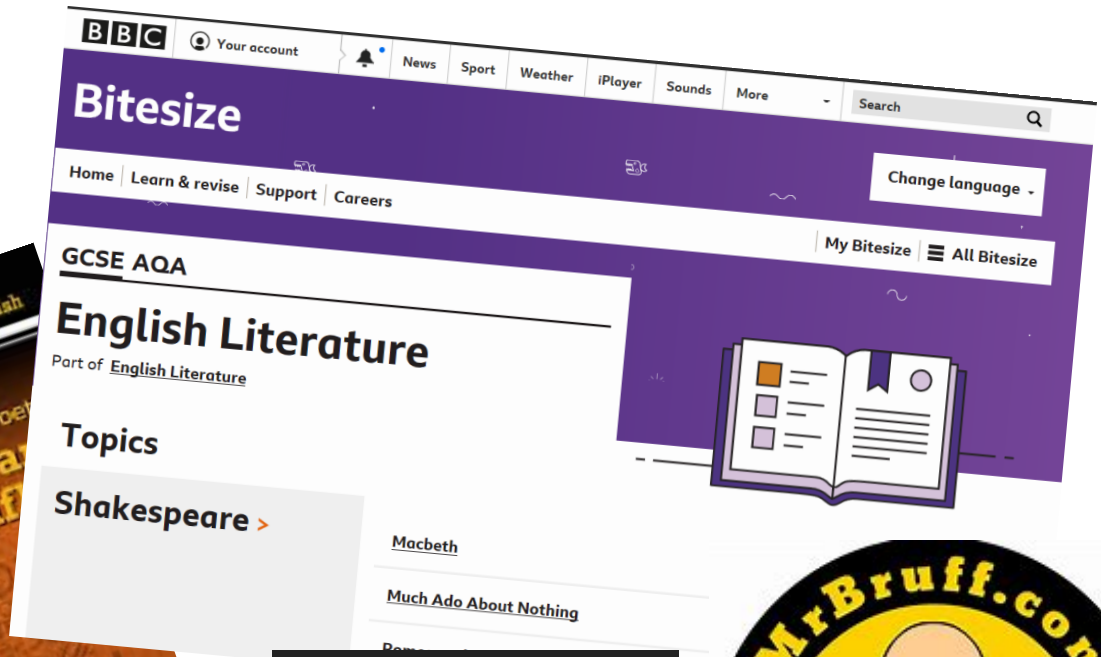 BBC Your account News Sport Weather iPlayer Sounds More Search
Bitesize
Change language
Home Learn & revise Support Careers
My Bitesize All Bitesize
GCSE AQA
English Literature
Part of English Literature
Topics
Shakespeare >
Macbeth
Much Ado About Nothing
MrBruff.com